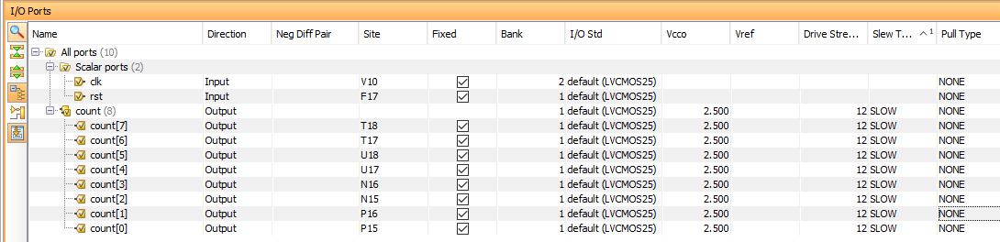 I/O Ports
Name Direction Neg Diff Pair Site Fixed Bank I/O Std Vcco Vref Drive Stre... Slew T... 1 Pull Type
All ports (10)
Scalar ports (2)
clk Input V10 2 default (LVCMOS25) NONE
rst Input F17 1 default (LVCMOS25) NONE
count (8) Output 1 default (LVCMOS25) 2.500 12 SLOW NONE
count[7] Output T18 1 default (LVCMOS25) 2.500 12 SLOW NONE
count[6] Output T17 1 default (LVCMOS25) 2.500 12 SLOW NONE
count[5] Output U18 1 default (LVCMOS25) 2.500 12 SLOW NONE
count[4] Output U17 1 default (LVCMOS25) 2.500 12 SLOW NONE
count[3] Output N16 1 default (LVCMOS25) 2.500 12 SLOW NONE
count[2] Output N15 1 default (LVCMOS25) 2.500 12 SLOW NONE
count[1] Output P16 1 default (LVCMOS25) 2.500 12 SLOW NONE
count[0] Output P15 1 default (LVCMOS25) 2.500 12 SLOW NONE